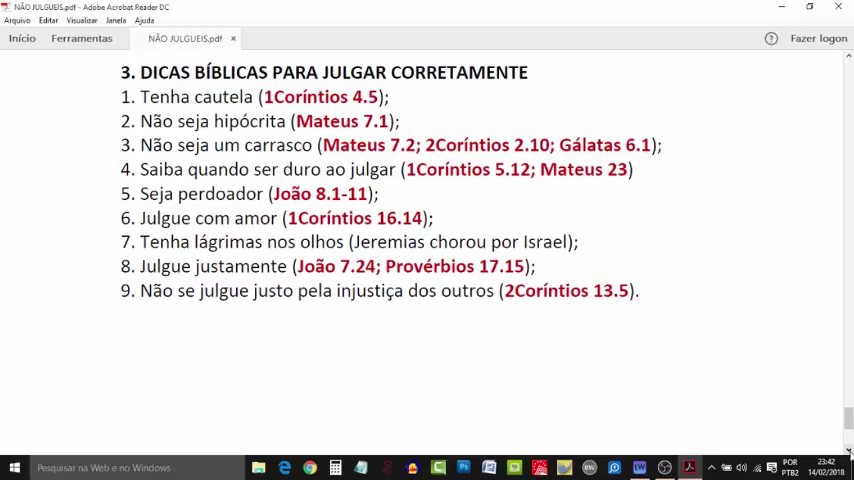 NÃO JULGUEIS.pdf - Adobe Acrobat Reader DC
Arquivo Editar Visualizar Janela Ajuda
Início Ferramentas NÃO JULGUEIS.pdf × ? Fazer logon
3. DICAS BÍBLICAS PARA JULGAR CORRETAMENTE
1. Tenha cautela (1Coríntios 4.5);
2. Não seja hipócrita (Mateus 7.1);
3. Não seja um carrasco (Mateus 7.2; 2Coríntios 2.10; Gálatas 6.1);
4. Saiba quando ser duro ao julgar (1Coríntios 5.12; Mateus 23)
5. Seja perdoador (João 8.1-11);
6. Julgue com amor (1Coríntios 16.14);
7. Tenha lágrimas nos olhos (Jeremias chorou por Israel);
8. Julgue justamente (João 7.24; Provérbios 17.15);
9. Não se julgue justo pela injustiça dos outros (2Coríntios 13.5).
Pesquisar na Web e no Windows
POR 23:42
PTB2 14/02/2018